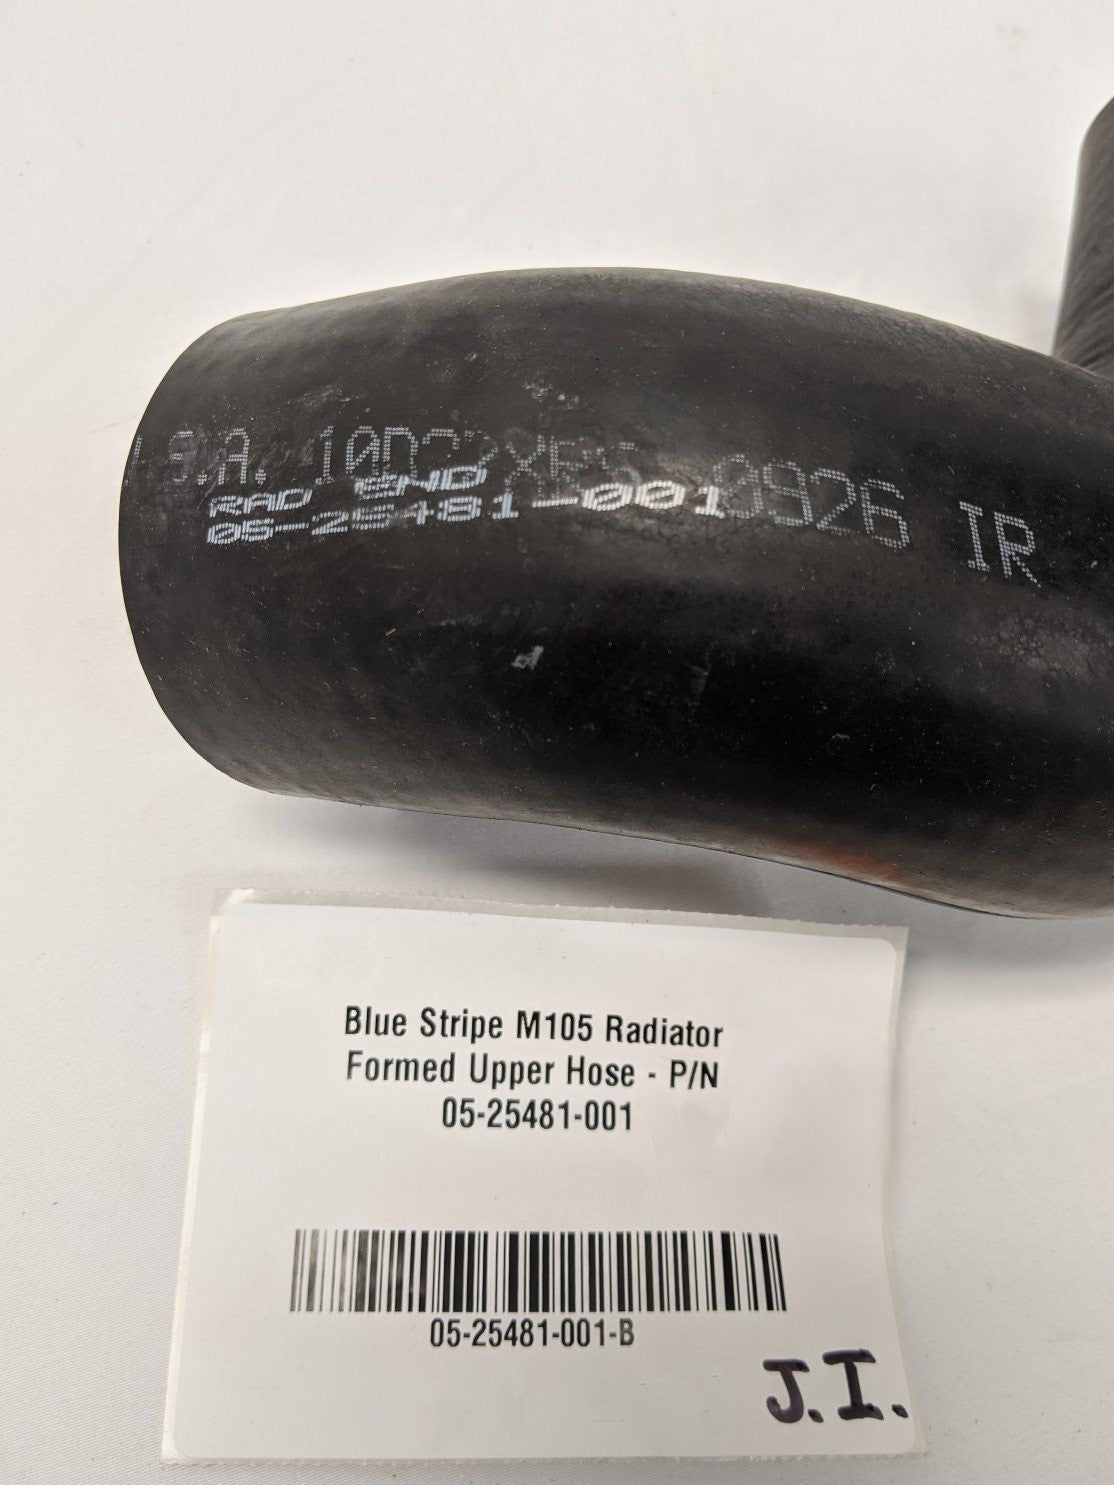 S.A. 0926 IR
RAD END
05-25481-001
Blue Stripe M105 Radiator
Formed Upper Hose - P/N
05-25481-001
05-25481-001-B
J.I.